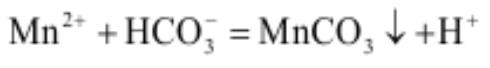 Mn²⁺ + HCO₃⁻ = MnCO₃ ↓ +H⁺